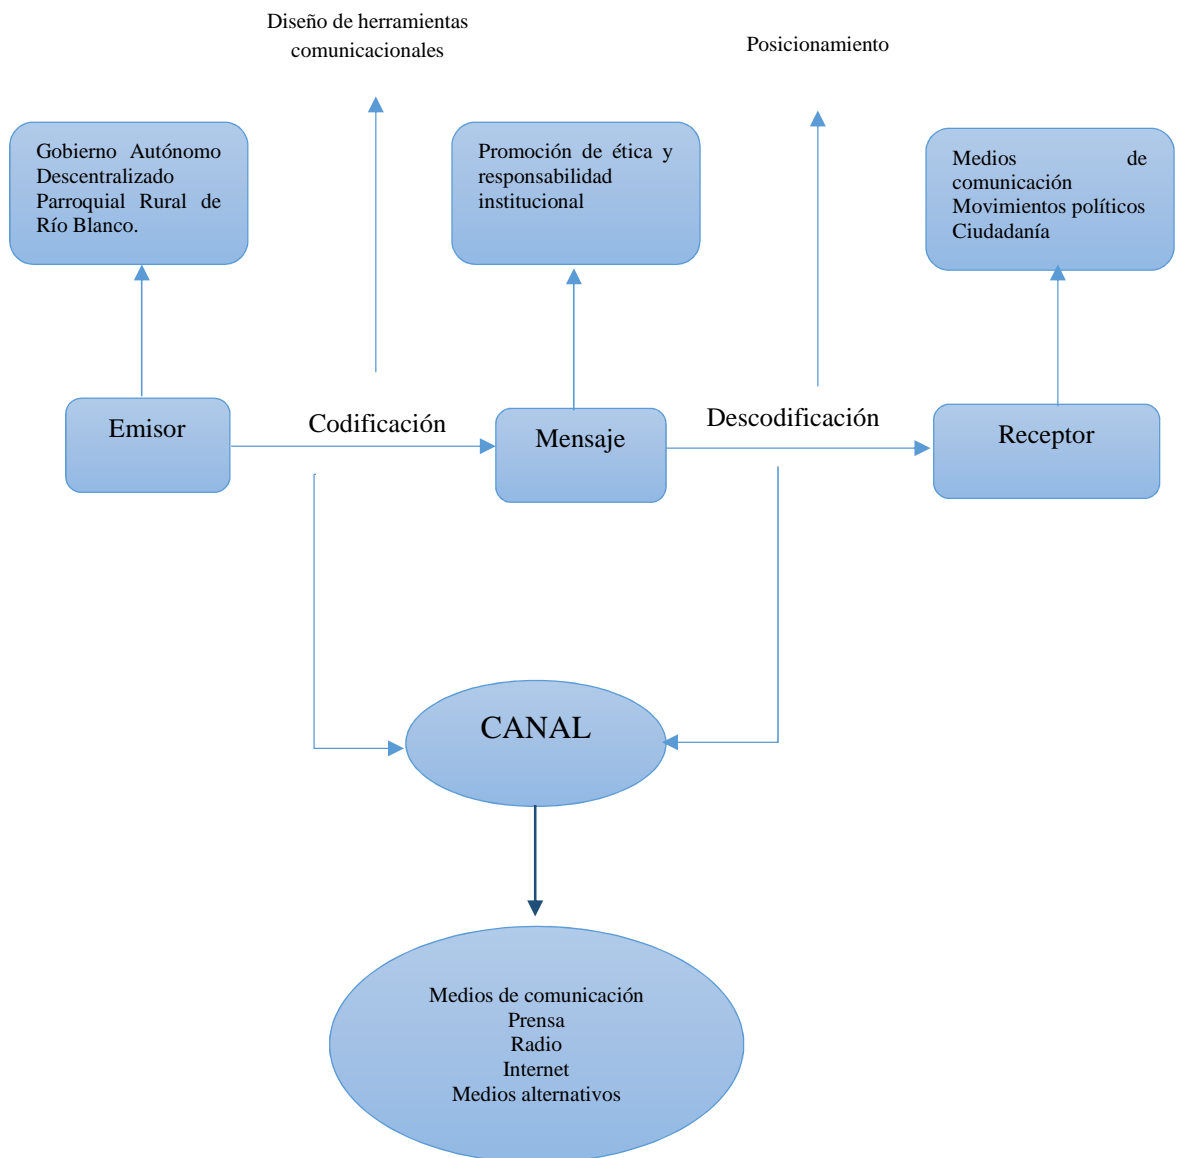 Diseño de herramientas
comunicacionales
Posicionamiento
Gobierno Autónomo
Descentralizado
Parroquial Rural de
Río Blanco.
Promoción de ética y
responsabilidad
institucional
Medios de
comunicación
Movimientos políticos
Ciudadanía
Emisor
Codificación
Mensaje
Descodificación
Receptor
CANAL
Medios de comunicación
Prensa
Radio
Internet
Medios alternativos